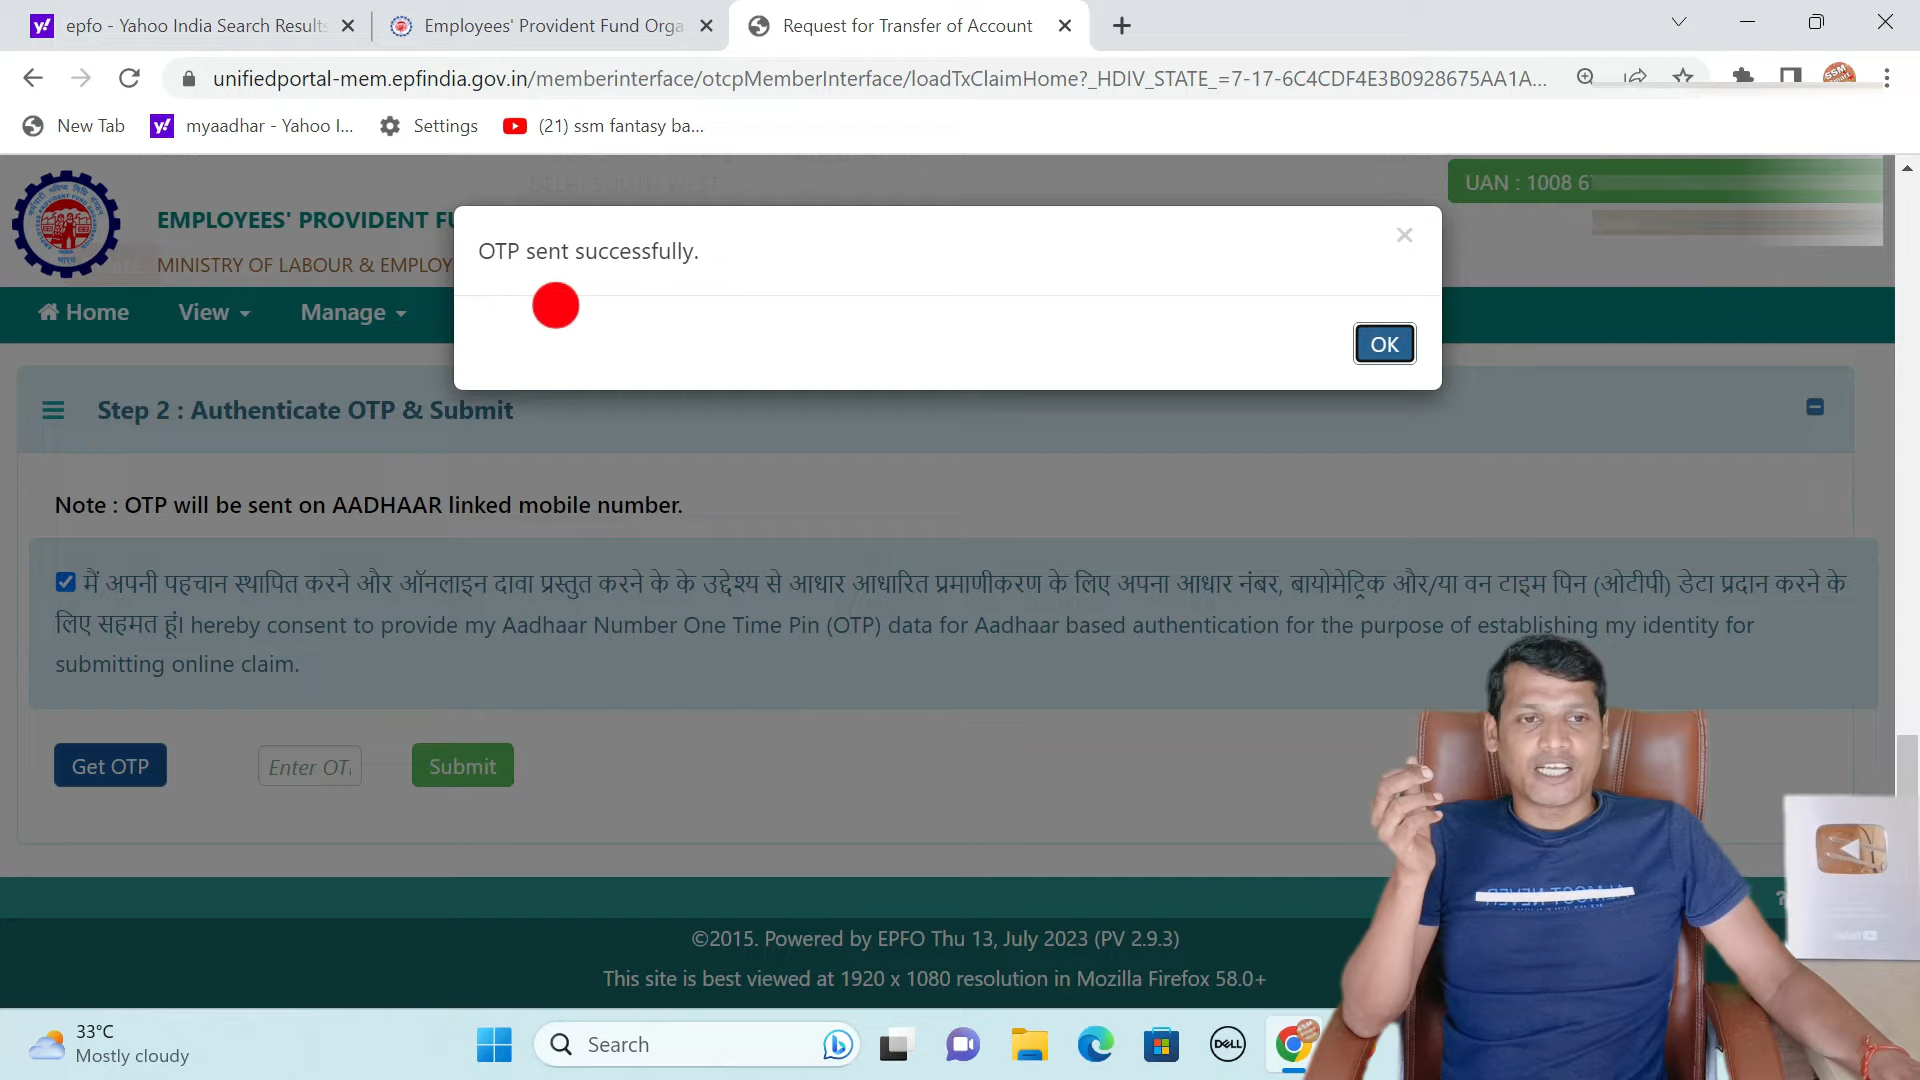 epfo - Yahoo India Search Results
Employees' Provident Fund Orga
Request for Transfer of Account
unifiedportal-mem.epfindia.gov.in/memberinterface/otcpMemberInterface/loadTxClaimHome?_HDIV_STATE_=7-17-6C4CDF4E3B0928675AA1A...
New Tab
myaadhar - Yahoo I...
Settings
(21) ssm fantasy ba...
DELHI SOUTH WEST
UAN : 1008 6
EMPLOYEES' PROVIDENT FU
MINISTRY OF LABOUR & EMPLOY
OTP sent successfully.
×
OK
Home
View
Manage
Step 2 : Authenticate OTP & Submit
Note : OTP will be sent on AADHAAR linked mobile number.
मैं अपनी पहचान स्थापित करने और ऑनलाइन दावा प्रस्तुत करने के के उद्देश्य से आधार आधारित प्रमाणीकरण के लिए अपना आधार नंबर, बायोमेट्रिक और/या वन टाइम पिन (ओटीपी) डेटा प्रदान करने के
लिए सहमत हूं। hereby consent to provide my Aadhaar Number One Time Pin (OTP) data for Aadhaar based authentication for the purpose of establishing my identity for
submitting online claim.
Get OTP
Enter OT
Submit
©2015. Powered by EPFO Thu 13, July 2023 (PV 2.9.3)
This site is best viewed at 1920 x 1080 resolution in Mozilla Firefox 58.0+
33°C
Mostly cloudy
Search
DELL